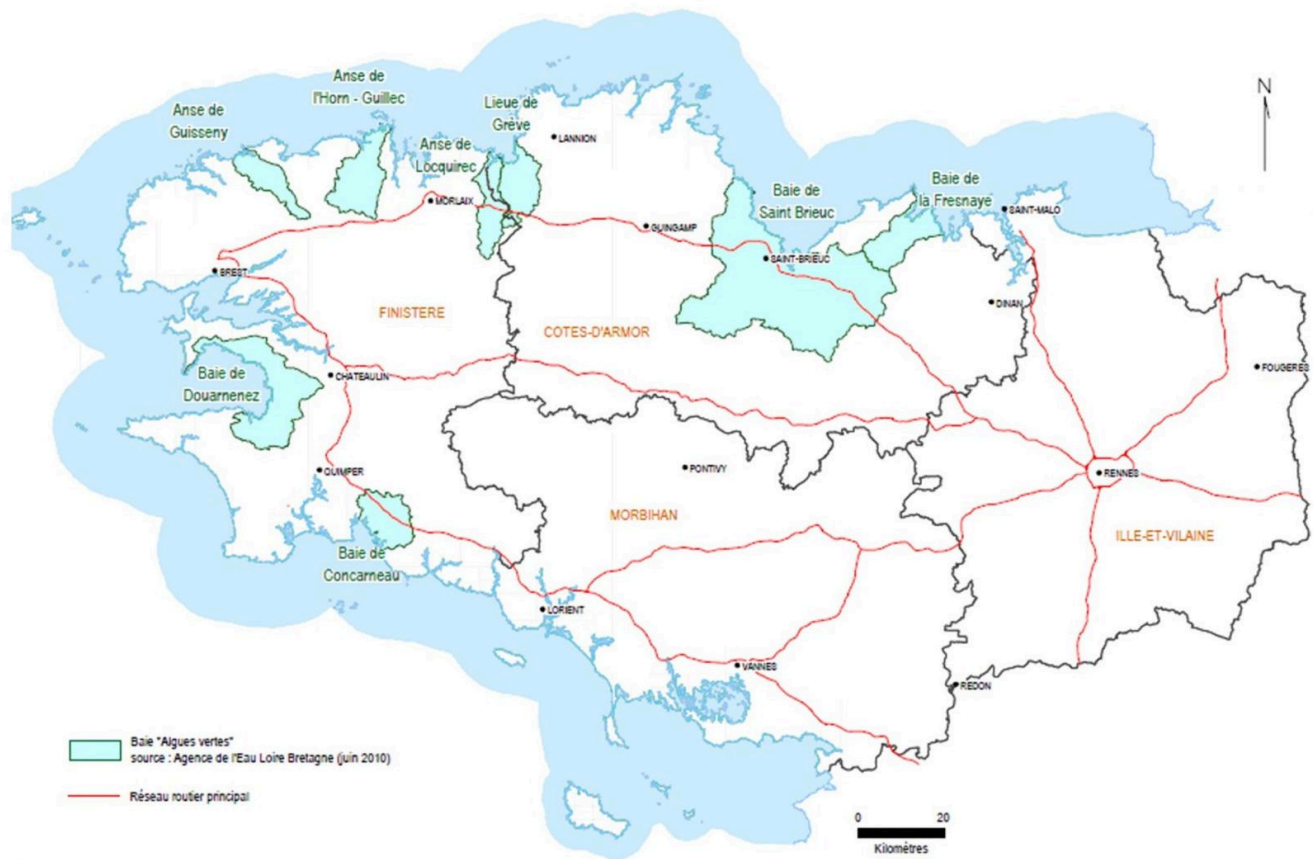 Anse de
l'Horn - Guillec
Anse de
Guisseny
Lieue de
Grève
Anse de
Locquirec
LANNION
N
Baie de
Saint Brieuc
Baie de
la Fresnaye
MORLAIX
GUINGAMP
SAINT-MALO
SAINT-BRIEUC
BREST
DINAN
FINISTERE
COTES-D'ARMOR
FOUGERES
Baie de
Douarnenez
CHATEAULIN
QUIMPER
PONTIVY
RENNES
MORBIHAN
ILLE-ET-VILAINE
Baie de
Concarneau
LORIENT
VANNES
REDON
Baie "Algues vertes"
source : Agence de l'Eau Loire Bretagne (juin 2010)
Réseau routier principal
0 20
Kilomètres